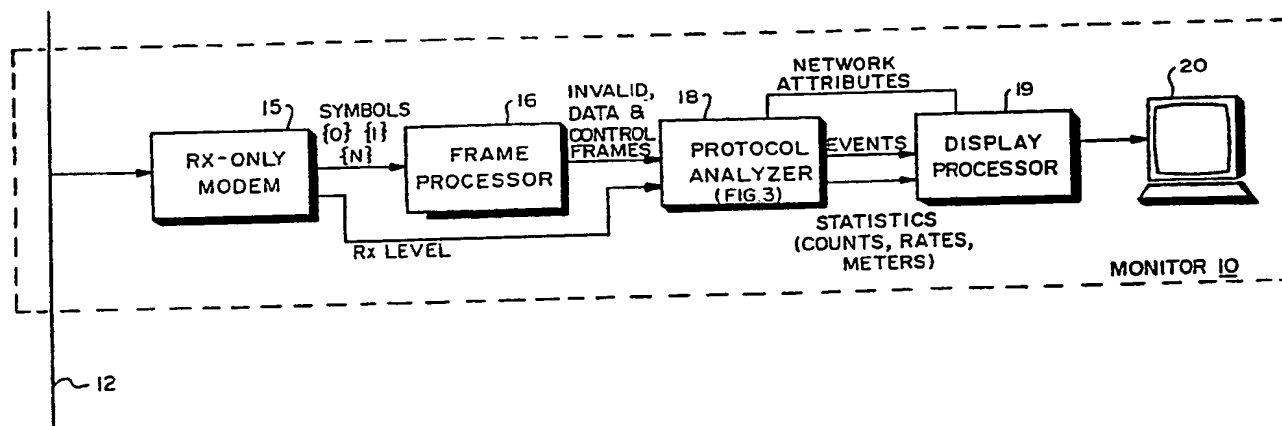 15
RX-ONLY
MODEM
SYMBOLS
{0} {1}
{N}
RX LEVEL
16
FRAME
PROCESSOR
INVALID,
DATA &
CONTROL
FRAMES
18
PROTOCOL
ANALYZER
(FIG.3)
NETWORK
ATTRIBUTES
EVENTS
STATISTICS
(COUNTS, RATES,
METERS)
19
DISPLAY
PROCESSOR
20
MONITOR 10
12